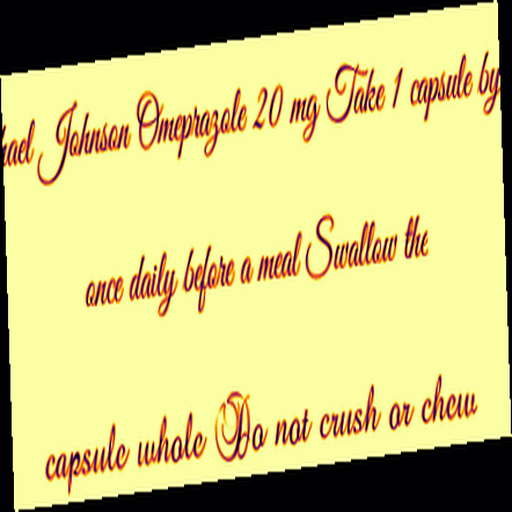 Johnson Omeprazole 20 mg Take 1 capsule by
once daily before a meal Swallow the
capsule whole Do not crush or chew